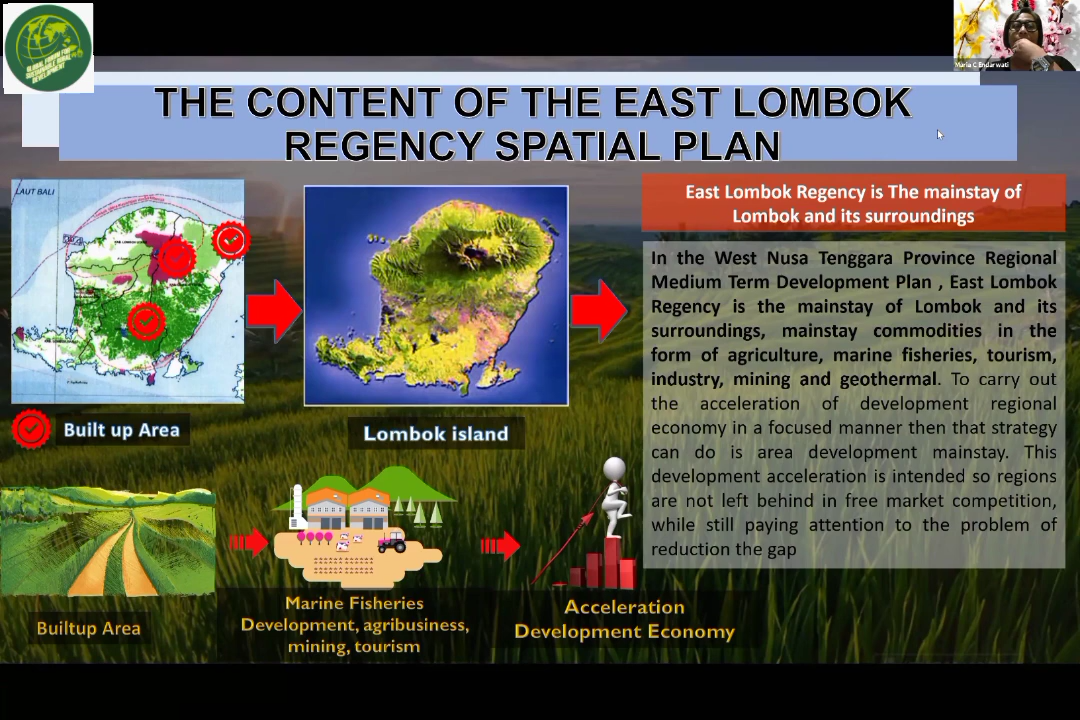 GLOBAL FORUM FOR
SUSTAINABLE RURAL
DEVELOPMENT
Maria C Endarwati
THE CONTENT OF THE EAST LOMBOK
REGENCY SPATIAL PLAN
LAUT BALI
East Lombok Regency is The mainstay of
Lombok and its surroundings
In the West Nusa Tenggara Province Regional
Medium Term Development Plan , East Lombok
Regency is the mainstay of Lombok and its
surroundings, mainstay commodities in the
form of agriculture, marine fisheries, tourism,
industry, mining and geothermal. To carry out
the acceleration of development regional
economy in a focused manner then that strategy
can do is area development mainstay. This
development acceleration is intended so regions
are not left behind in free market competition,
while still paying attention to the problem of
reduction the gap
Built up Area
Lombok island
Builtup Area
Marine Fisheries
Development, agribusiness,
mining, tourism
Acceleration
Development Economy